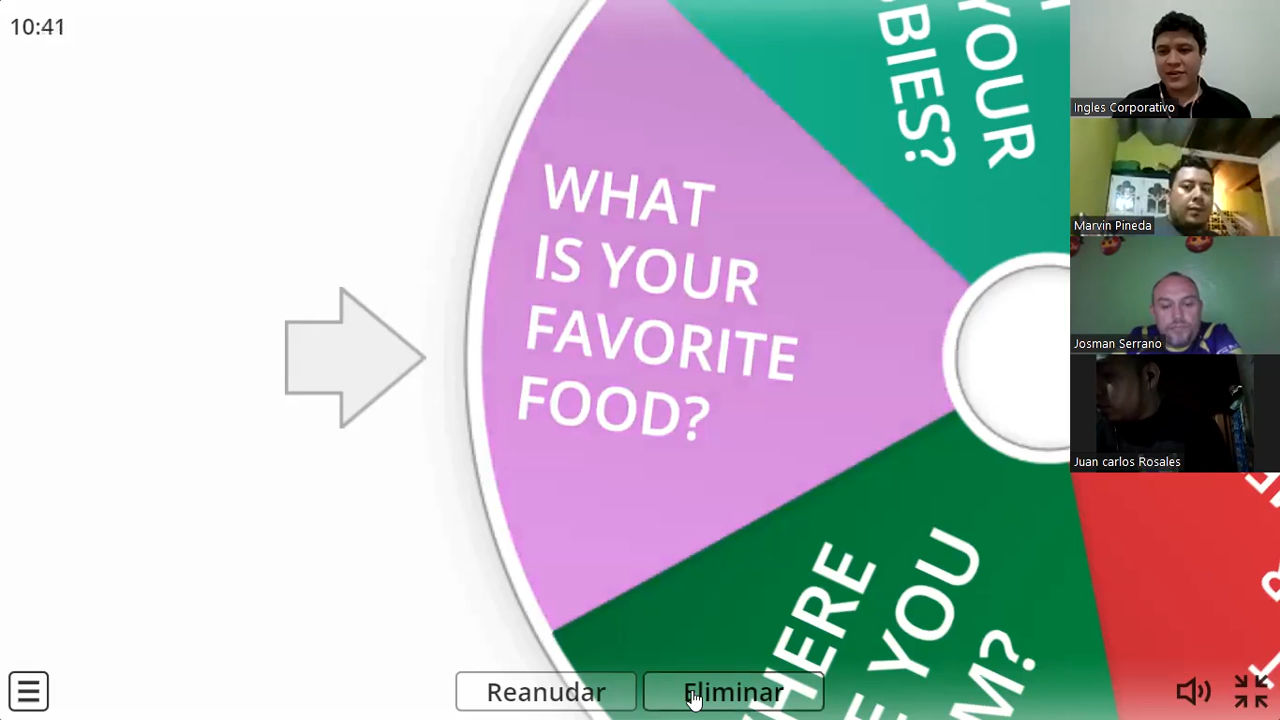 10:41
YOUR
BIES?
WHAT
IS YOUR
FAVORITE
FOOD?
HERE
YOU
M?
Reanudar
Eliminar
Ingles Corporativo
Marvin Pineda
Josman Serrano
Juan carlos Rosales